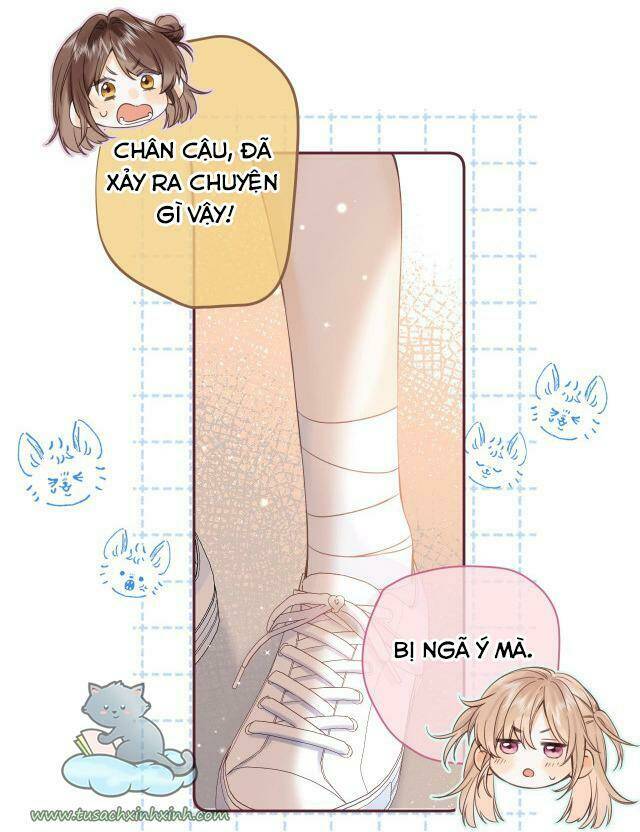 CHÂN CẬU, ĐÃ
XẢY RA CHUYỆN
GÌ VẬY!
BỊ NGÃ Ý MÀ.
www.tusachxinhxinh.com